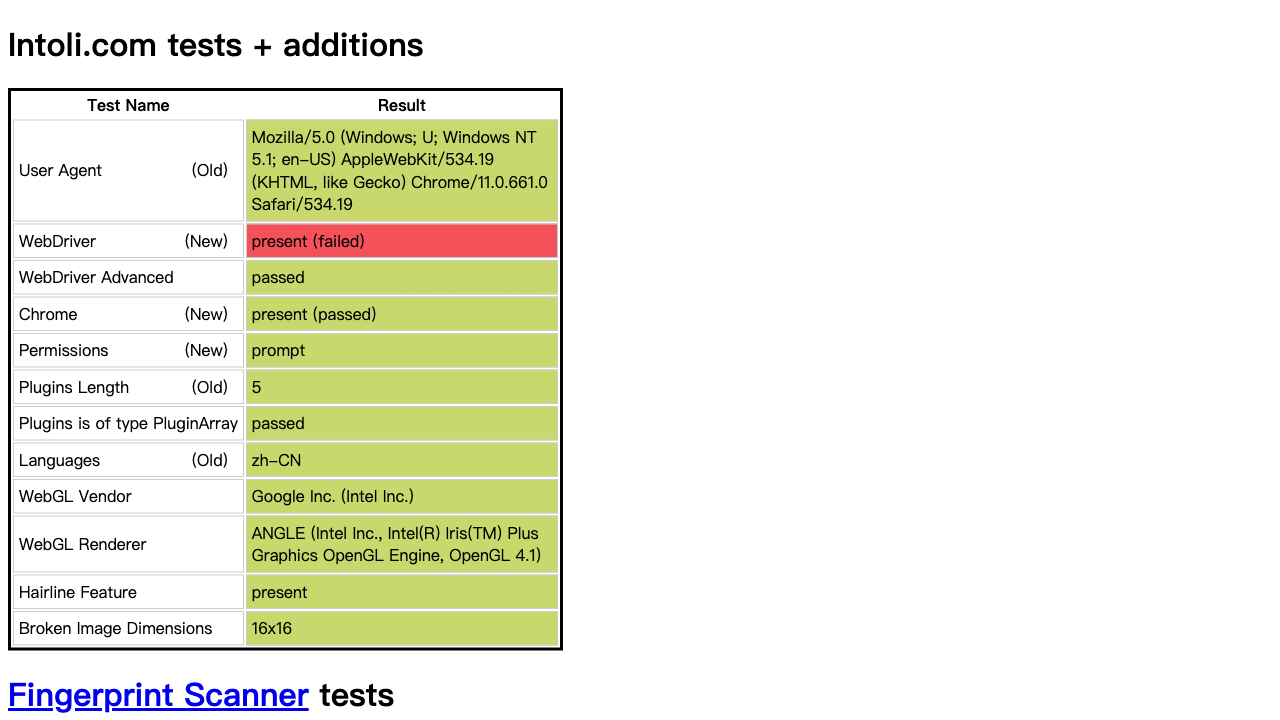 Intoli.com tests + additions
Test Name Result
User Agent (Old) Mozilla/5.0 (Windows; U; Windows NT
5.1; en-US) AppleWebKit/534.19
(KHTML, like Gecko) Chrome/11.0.661.0
Safari/534.19
WebDriver (New) present (failed)
WebDriver Advanced passed
Chrome (New) present (passed)
Permissions (New) prompt
Plugins Length (Old) 5
Plugins is of type PluginArray passed
Languages (Old) zh-CN
WebGL Vendor Google Inc. (Intel Inc.)
WebGL Renderer ANGLE (Intel Inc., Intel(R) Iris(TM) Plus
Graphics OpenGL Engine, OpenGL 4.1)
Hairline Feature present
Broken Image Dimensions 16x16
Fingerprint Scanner tests